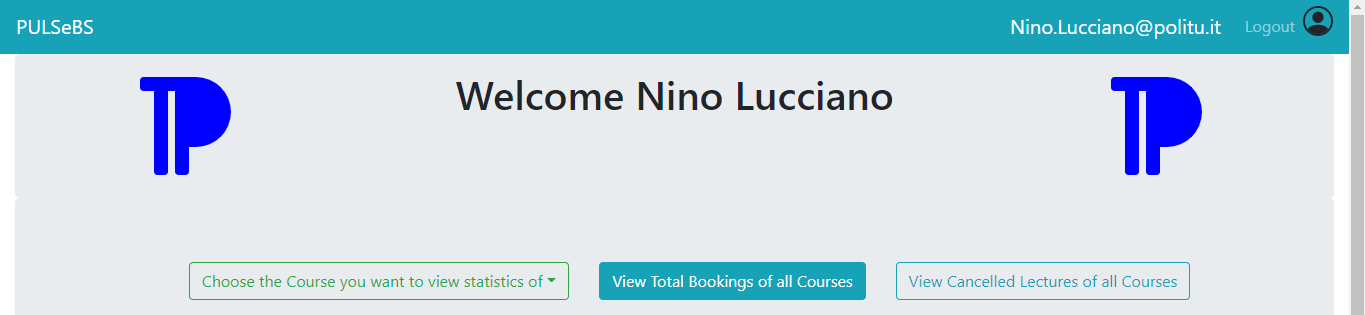 PULSeBS Nino.Lucciano@politu.it Logout
Welcome Nino Lucciano
Choose the Course you want to view statistics of View Total Bookings of all Courses View Cancelled Lectures of all Courses